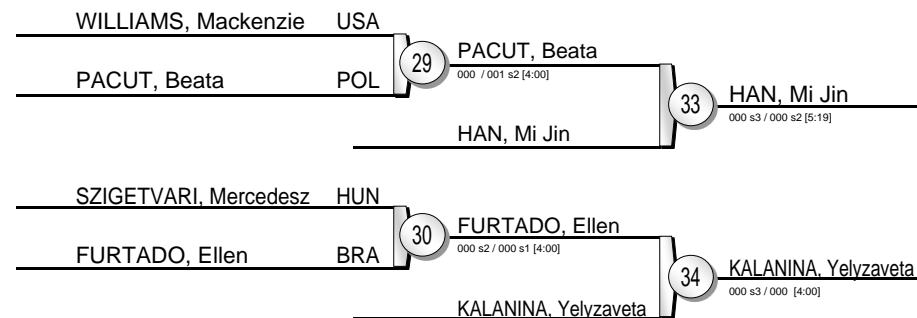 WILLIAMS, Mackenzie USA
29
PACUT, Beata
000 / 001 s2 [4:00]
PACUT, Beata POL
33
HAN, Mi Jin
000 s3 / 000 s2 [5:19]
HAN, Mi Jin
SZIGETVARI, Mercedesz HUN
30
FURTADO, Ellen
000 s2 / 000 s1 [4:00]
FURTADO, Ellen BRA
34
KALANINA, Yelyzaveta
000 s3 / 000 [4:00]
KALANINA, Yelyzaveta